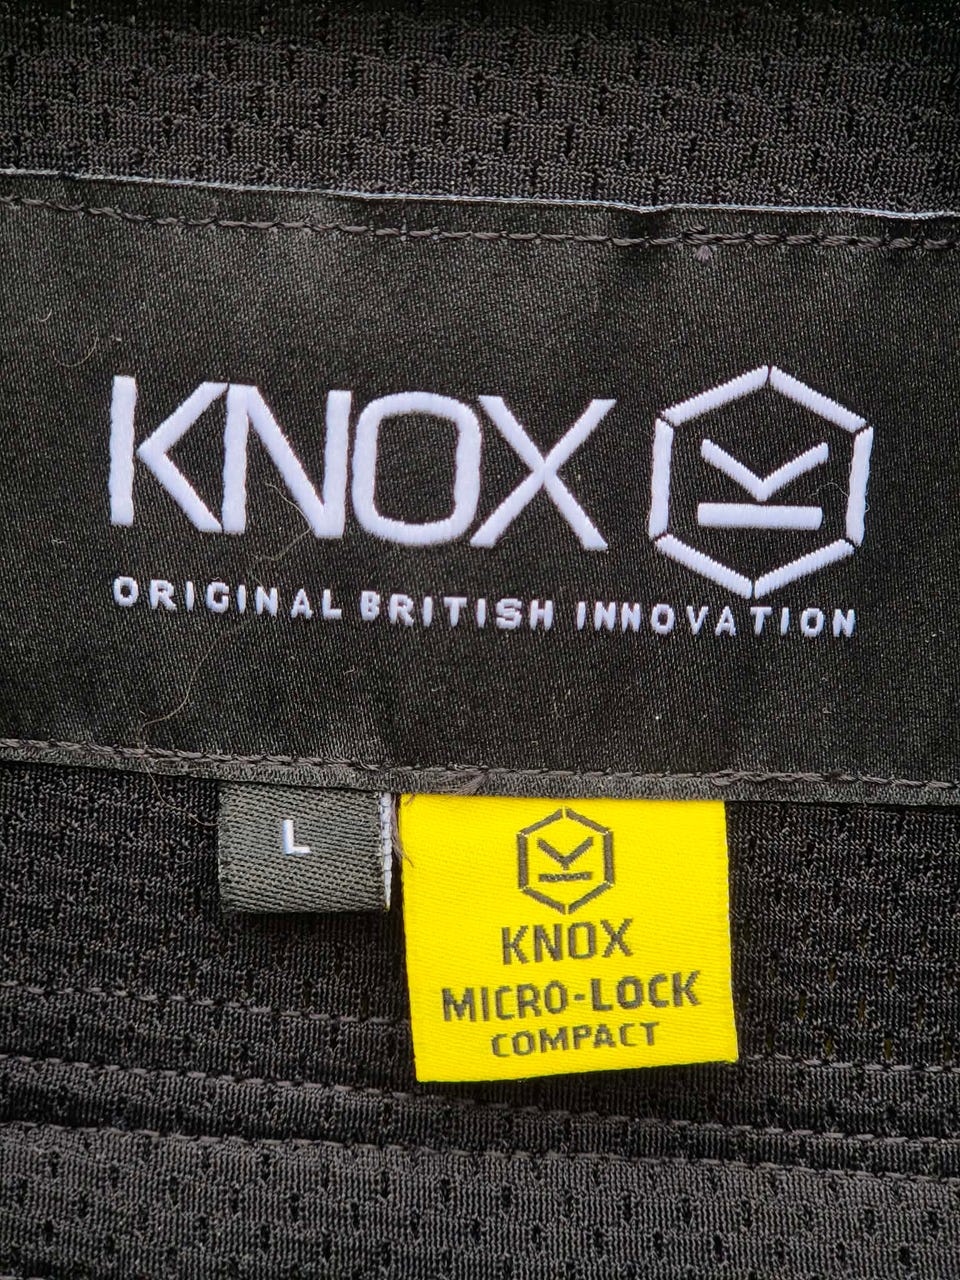 KNOX
ORIGINAL BRITISH INNOVATION
L
KNOX
MICRO-LOCK
COMPACT